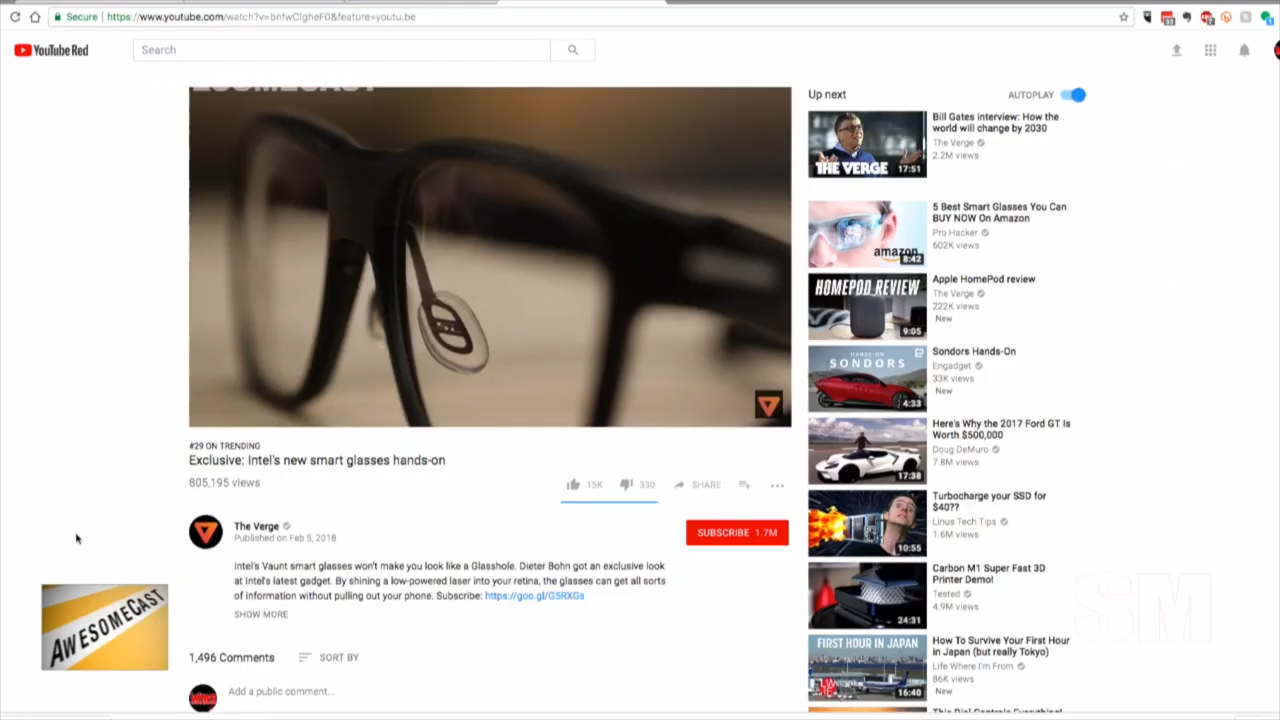 Secure
https://www.youtube.com/watch?v=bnfwClgheF0&feature=youtu.be
YouTube Red
Search
#29 ON TRENDING
Exclusive: Intel's new smart glasses hands-on
805,195 views
15K
330
SHARE
The Verge
Published on Feb 5, 2018
SUBSCRIBE 1.7M
Intel's Vaunt smart glasses won't make you look like a Glasshole. Dieter Bohn got an exclusive look
at Intel's latest gadget. By shining a low-powered laser into your retina, the glasses can get all sorts
of information without pulling out your phone. Subscribe: https://goo.gl/G5RXGs
SHOW MORE
AWESOMECAST
1,496 Comments
SORT BY
Add a public comment...
Up next
AUTOPLAY
THE VERGE
17:51
Bill Gates interview: How the
world will change by 2030
The Verge
2.2M views
amazon
8:42
5 Best Smart Glasses You Can
BUY NOW On Amazon
Pro Hacker
602K views
HOMEPOD REVIEW
9:05
Apple HomePod review
The Verge
222K views
New
HANDS-ON
SONDORS
4:33
Sondors Hands-On
Engadget
33K views
New
17:38
Here's Why the 2017 Ford GT Is
Worth $500,000
Doug DeMuro
7.8M views
10:55
Turbocharge your SSD for
$40??
Linus Tech Tips
1.6M views
24:31
Carbon M1 Super Fast 3D
Printer Demo!
Tested
4.9M views
FIRST HOUR IN JAPAN
16:40
How To Survive Your First Hour
in Japan (but really Tokyo)
Life Where I'm From
86K views
New
SM